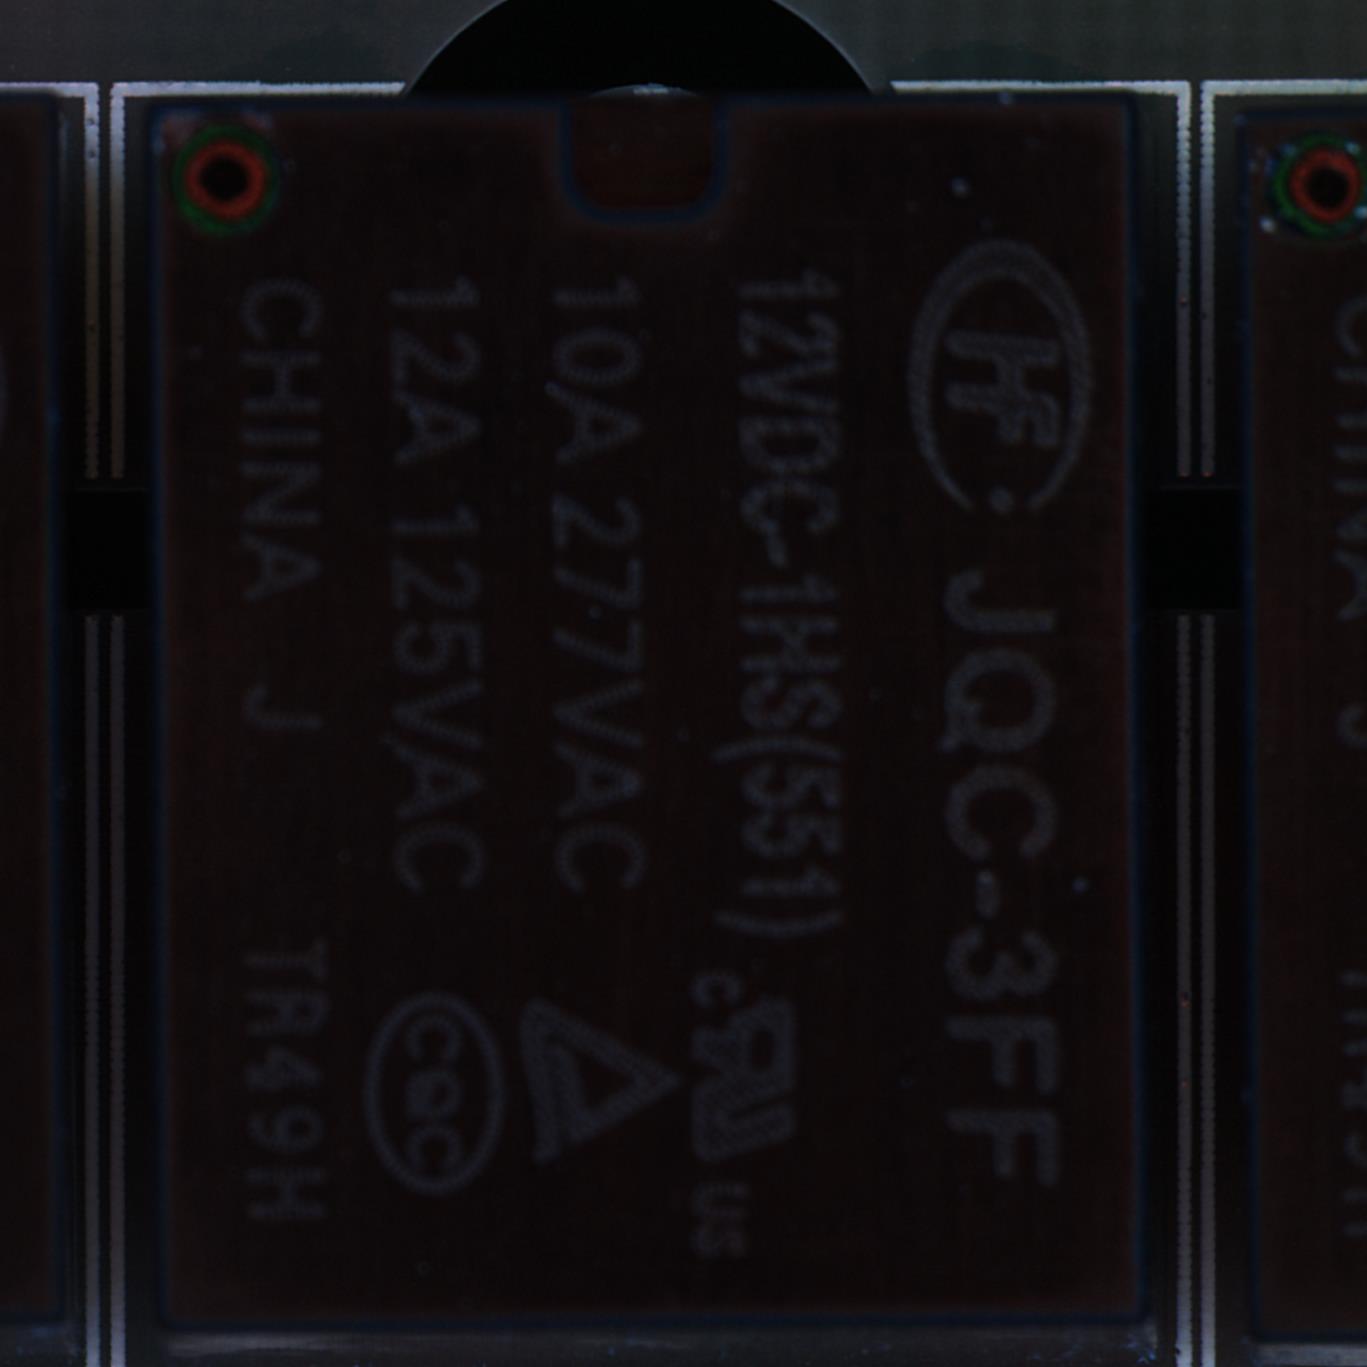 HF JQC-3FF
12VDC-1HS(551)
10A 277VAC
12A 125VAC
CHINA J TR49H
c US
CQC